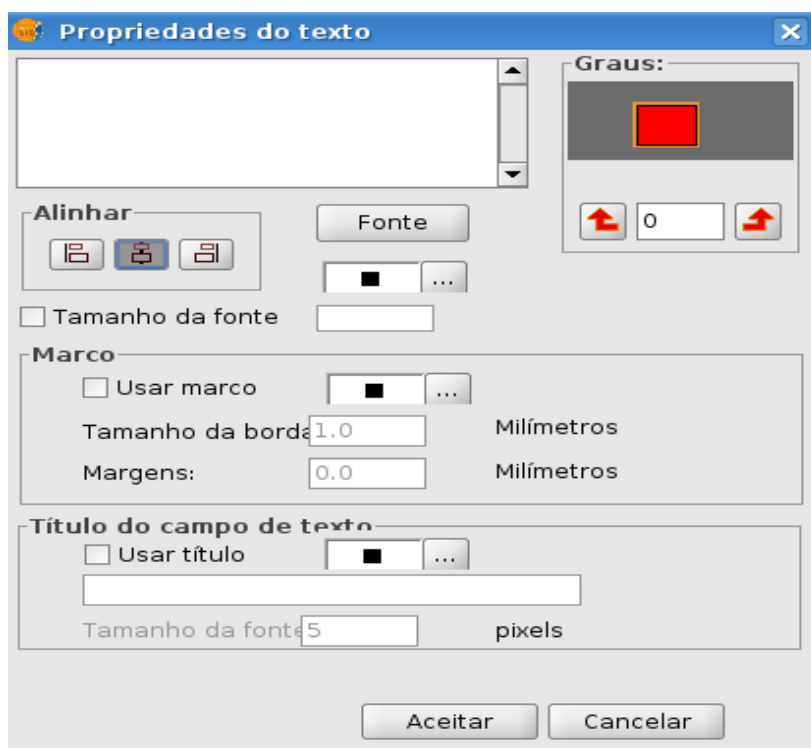 Propriedades do texto
Graus:
Alinhar
Fonte
0
...
Tamanho da fonte
Marco
Usar marco
...
Tamanho da borda 1.0 Milímetros
Margens: 0.0 Milímetros
Título do campo de texto
Usar título
...
Tamanho da fonte 5 pixels
Aceitar Cancelar